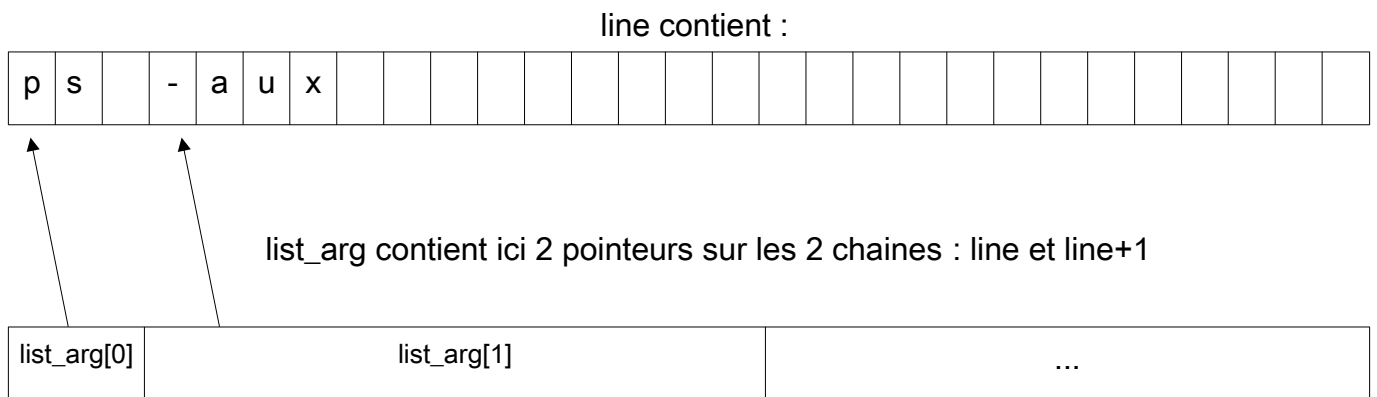 line contient :
p s - a u x
list_arg contient ici 2 pointeurs sur les 2 chaines : line et line+1
list_arg[0] list_arg[1] ...